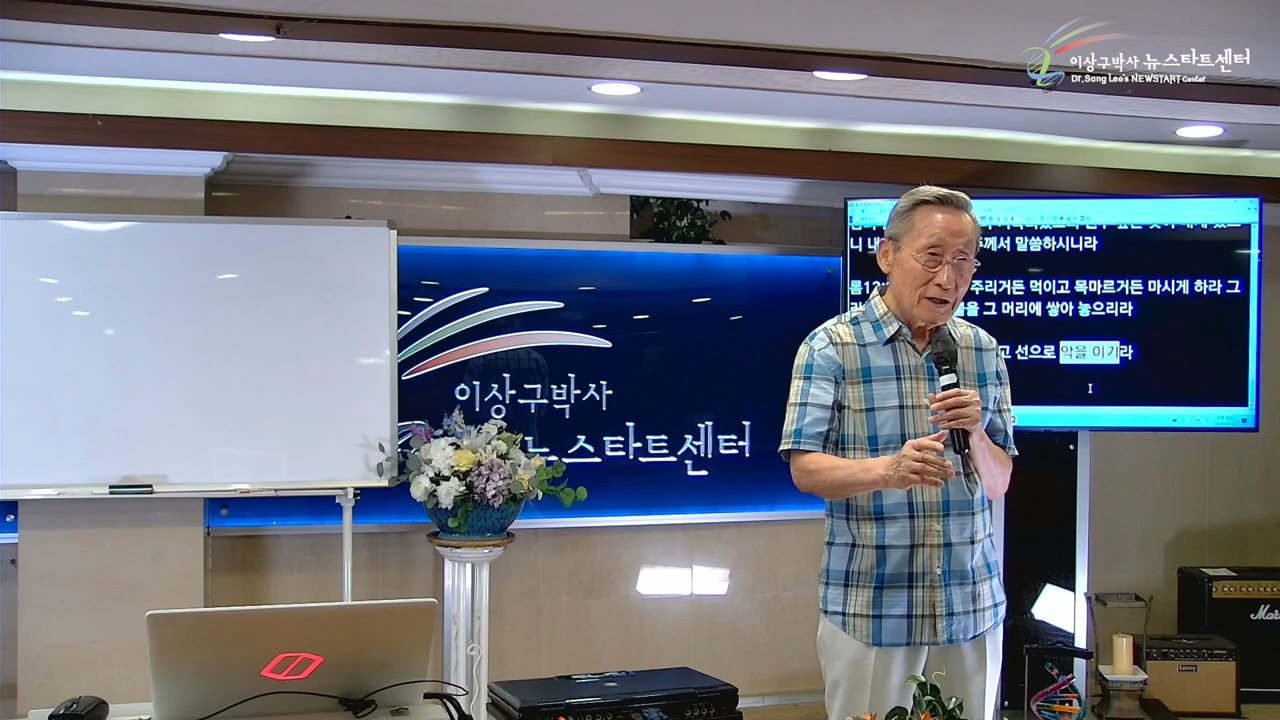 이상구박사 뉴스타트센터
Dr. Sang Lee's NEWSTART Center
니 내 께서 말씀하시니라
롬12 주리거든 먹이고 목마르거든 마시게 하라 그
그 머리에 쌓아 놓으리라
고 선으로 악을 이기라
이상구박사
뉴스타트센터
Laney